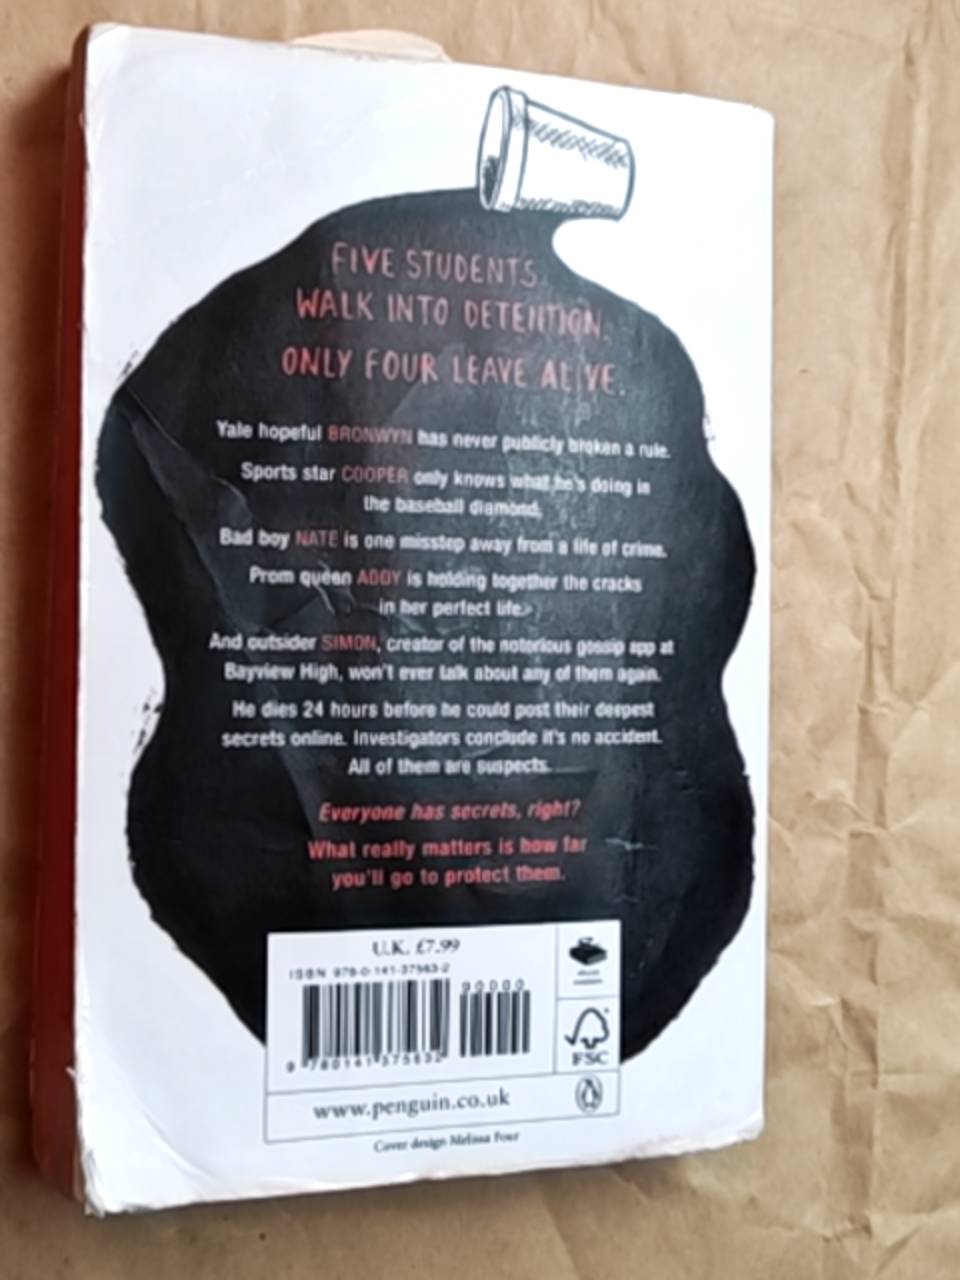 FIVE STUDENTS
WALK INTO DETENTION.
ONLY FOUR LEAVE ALIVE.
Yale hopeful BRONWYN has never publicly broken a rule.
Sports star COOPER only knows what he's doing in
the baseball diamond.
Bad boy NATE is one misstep away from a life of crime.
Prom queen ADDY is holding together the cracks
in her perfect life.
And outsider SIMON, creator of the notorious gossip app at
Bayview High, won't ever talk about any of them again.
He dies 24 hours before he could post their deepest
secrets online. Investigators conclude it's no accident.
All of them are suspects.
Everyone has secrets, right?
What really matters is how far
you'll go to protect them.
U.K. £7.99
ISBN 978-0-141-37563-2
90000
9 780141 375632
FSC
www.penguin.co.uk
Cover design Melissa Four